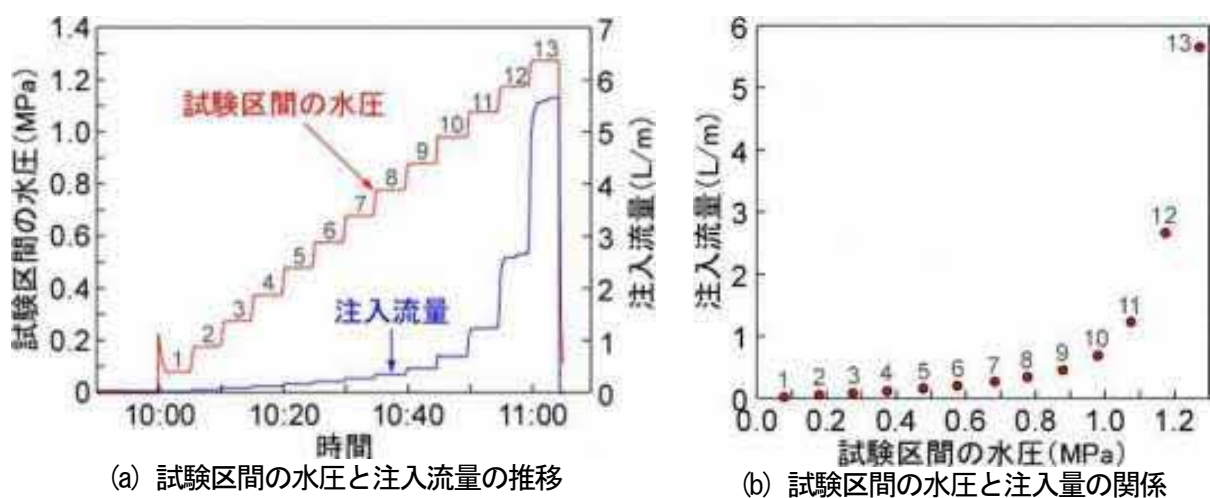 試験区間の水圧(MPa)
1.4
1.2
1.0
0.8
0.6
0.4
0.2
0
試験区間の水圧
注入流量
1 2 3 4 5 6 7 8 9 10 11 12 13
7
6
5
4
3
2
1
0
注入流量(L/m)
10:00 10:20 10:40 11:00
時間
(a) 試験区間の水圧と注入流量の推移
注入流量(L/m)
6
5
4
3
2
1
0
1 2 3 4 5 6 7 8 9 10 11 12 13
0.0 0.2 0.4 0.6 0.8 1.0 1.2
試験区間の水圧(MPa)
(b) 試験区間の水圧と注入量の関係